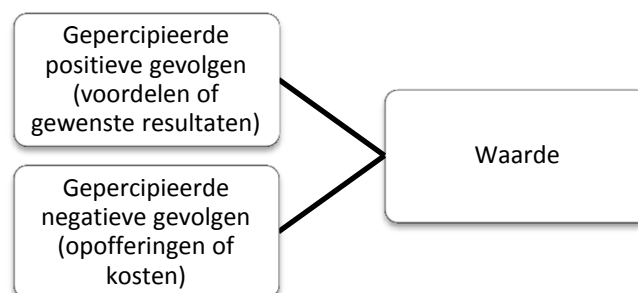 Gepercipieerde
positieve gevolgen
(voordelen of
gewenste resultaten)
Waarde
Gepercipieerde
negatieve gevolgen
(opofferingen of
kosten)